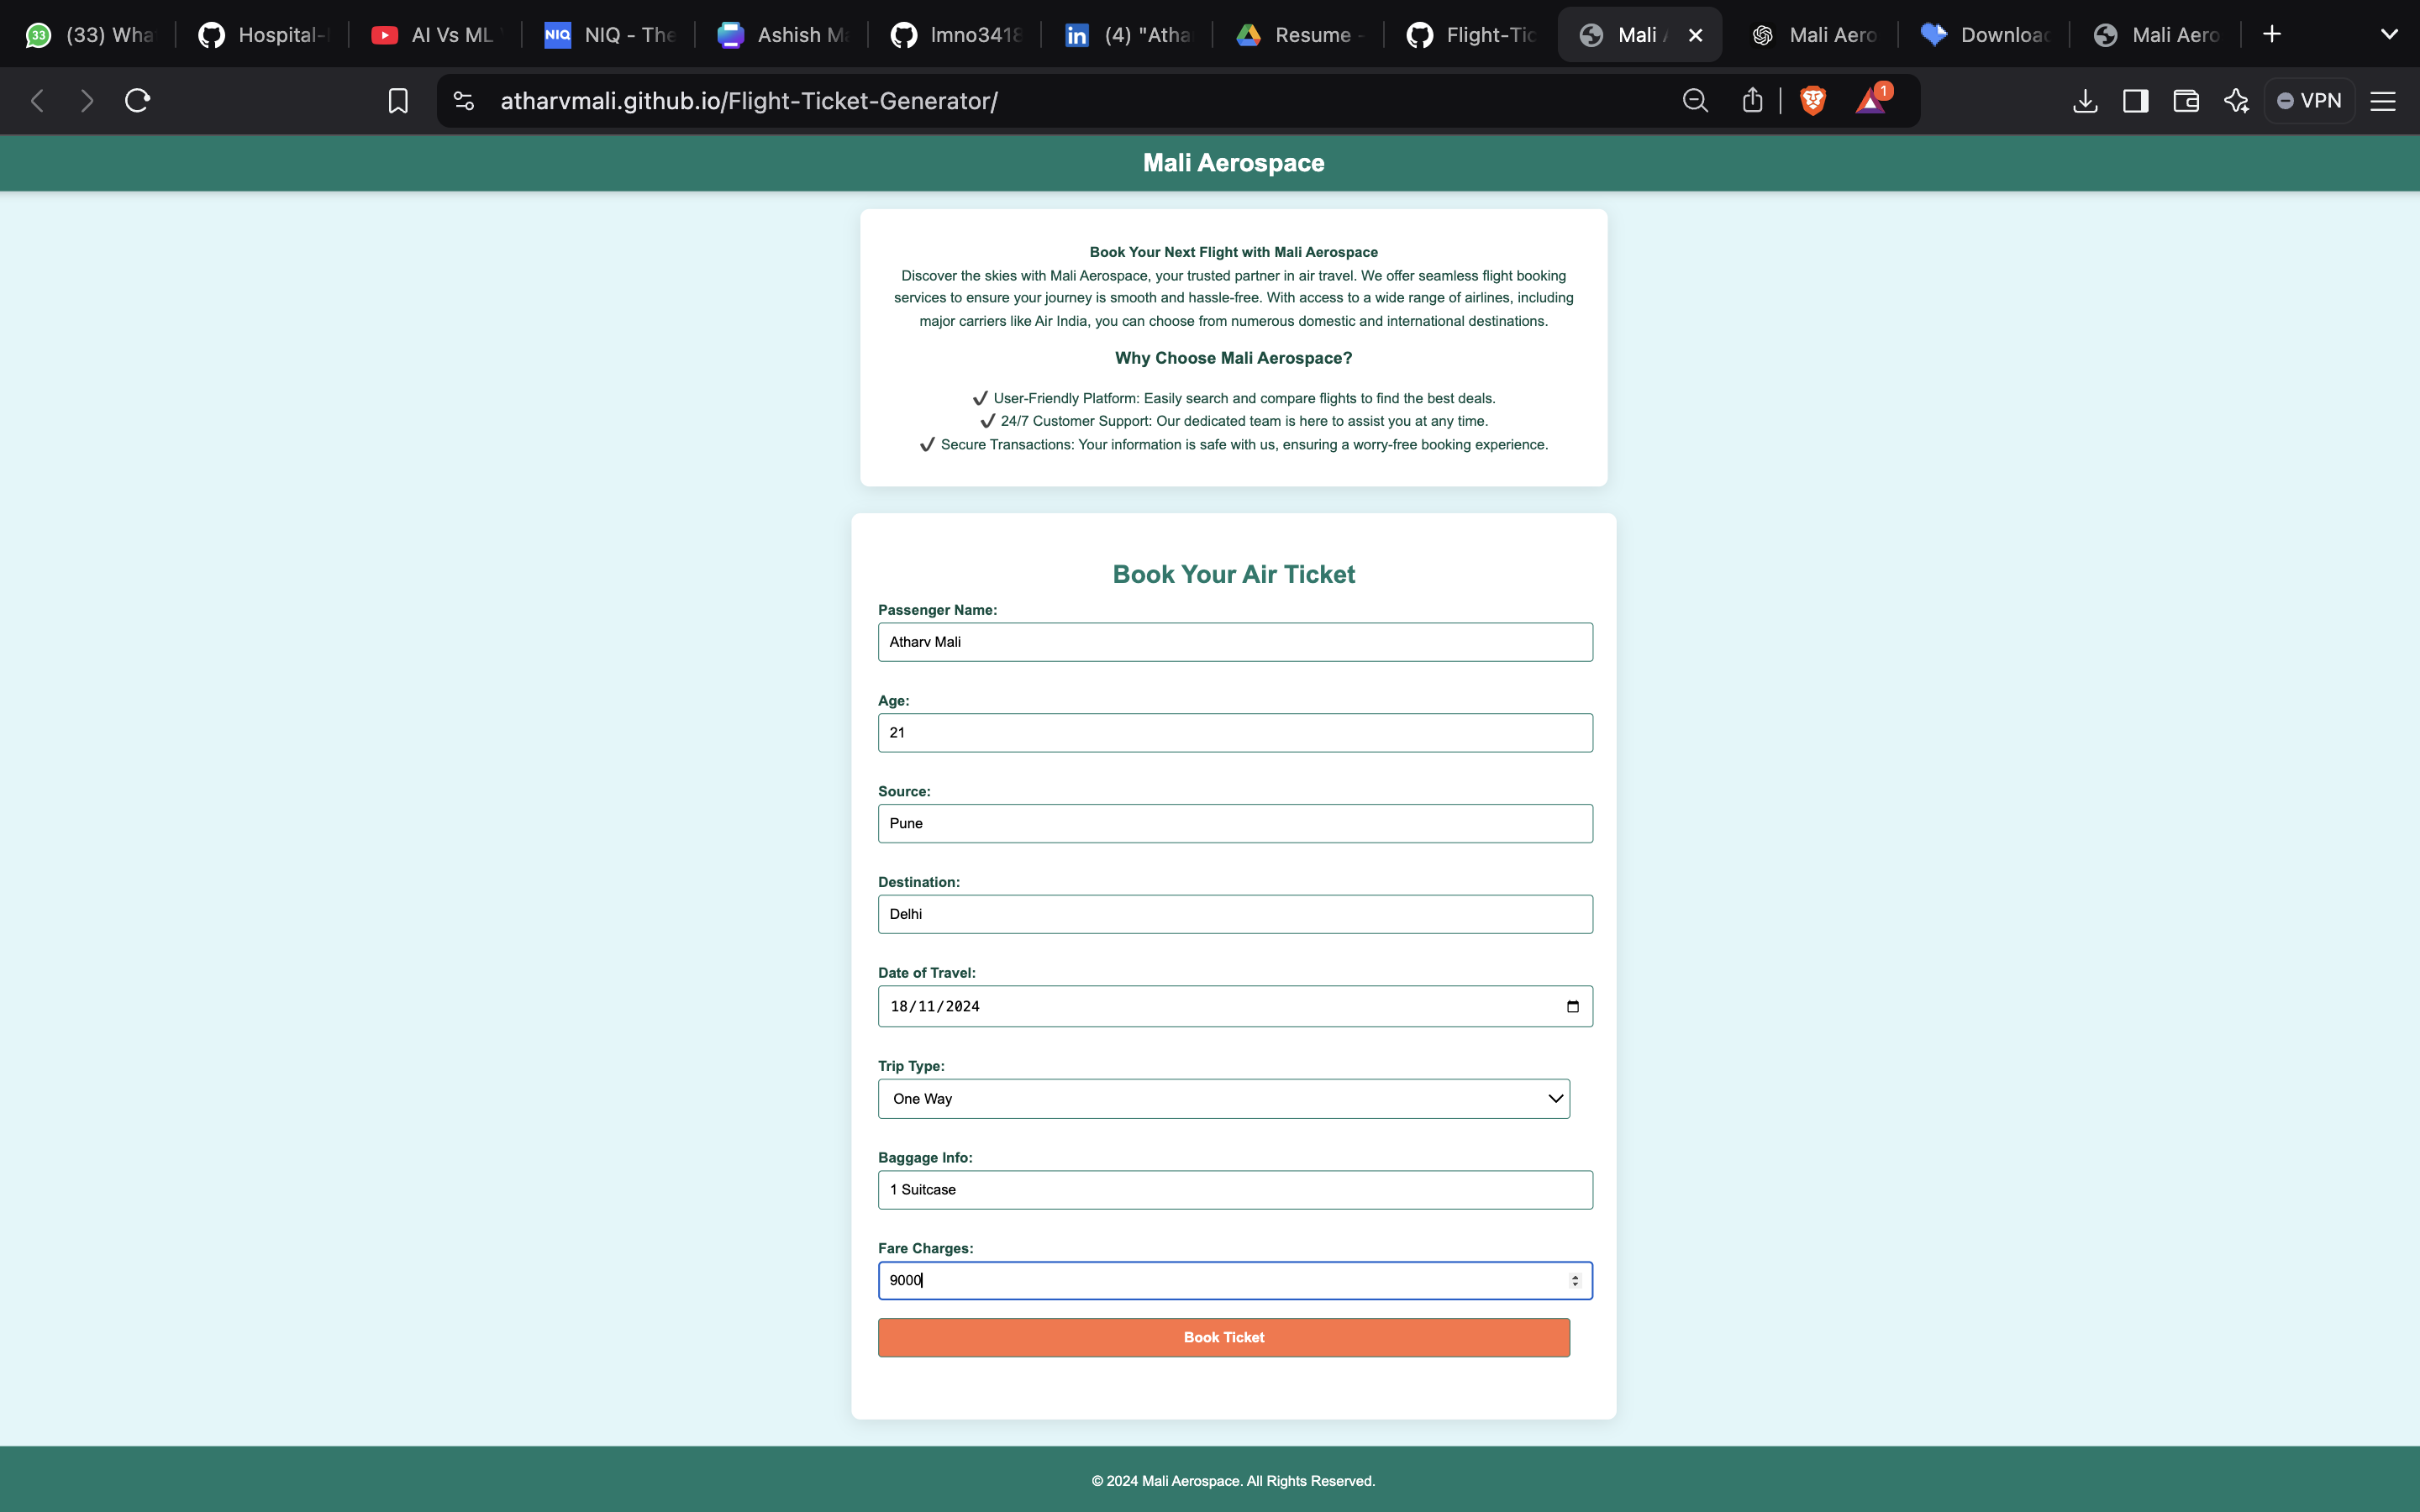 (33) Wha
Hospital-
AI Vs ML
NIQ
NIQ - The
Ashish M
lmno3418
in
(4) "Atha
Resume -
Flight-Tic
Mali
Mali Aero
Downloa
Mali Aero
atharvmali.github.io/Flight-Ticket-Generator/
1
VPN
Mali Aerospace
Book Your Next Flight with Mali Aerospace
Discover the skies with Mali Aerospace, your trusted partner in air travel. We offer seamless flight booking
services to ensure your journey is smooth and hassle-free. With access to a wide range of airlines, including
major carriers like Air India, you can choose from numerous domestic and international destinations.
Why Choose Mali Aerospace?
✔ User-Friendly Platform: Easily search and compare flights to find the best deals.
✔ 24/7 Customer Support: Our dedicated team is here to assist you at any time.
✔ Secure Transactions: Your information is safe with us, ensuring a worry-free booking experience.
Book Your Air Ticket
Passenger Name:
Atharv Mali
Age:
21
Source:
Pune
Destination:
Delhi
Date of Travel:
18/11/2024
Trip Type:
One Way
Baggage Info:
1 Suitcase
Fare Charges:
9000
Book Ticket
© 2024 Mali Aerospace. All Rights Reserved.